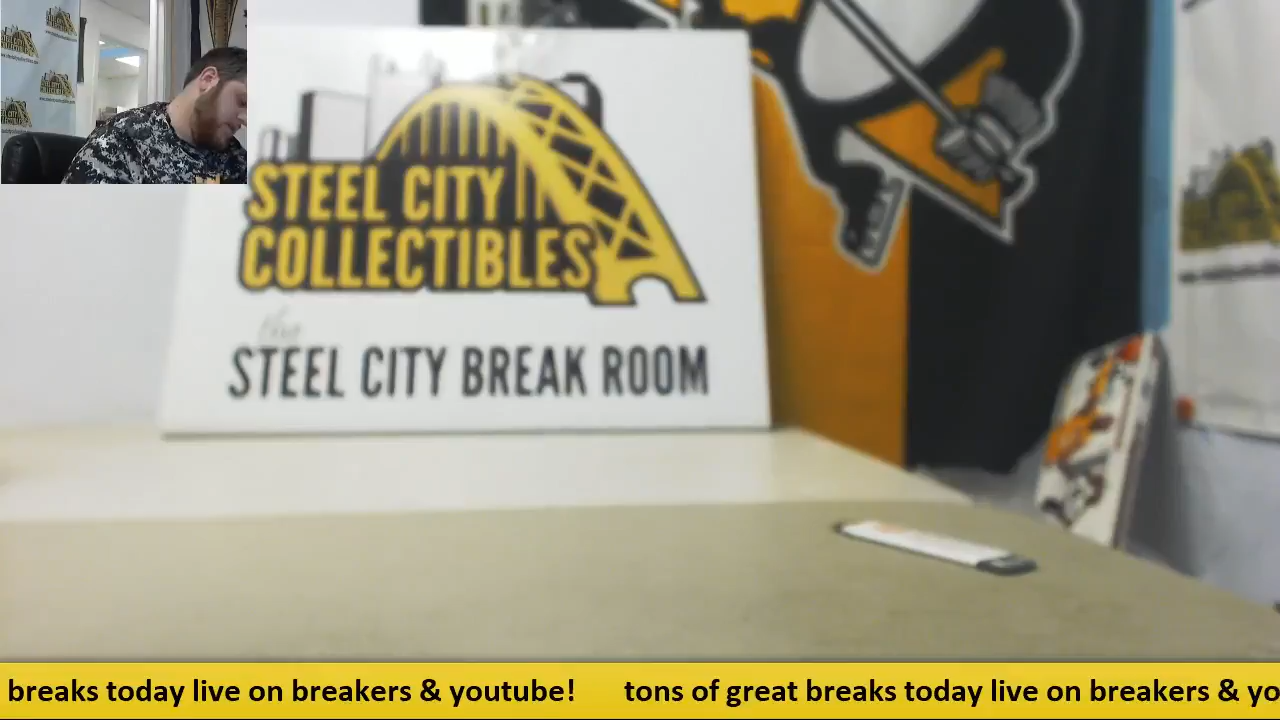 STEEL CITY
COLLECTIBLES
the
STEEL CITY BREAK ROOM
breaks today live on breakers & youtube! tons of great breaks today live on breakers & yo